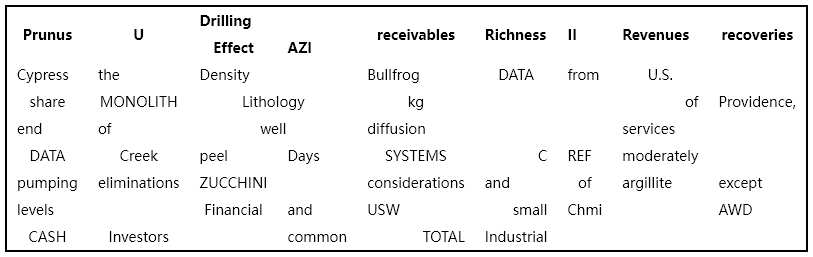 Prunus U Drilling Effect AZI receivables Richness II Revenues recoveries
Cypress the Density Bullfrog DATA from U.S.
share MONOLITH Lithology kg of Providence,
end of well diffusion services
DATA Creek peel Days SYSTEMS C REF moderately
pumping eliminations ZUCCHINI considerations and of argillite except
levels Financial and USW small Chmi AWD
CASH Investors common TOTAL Industrial